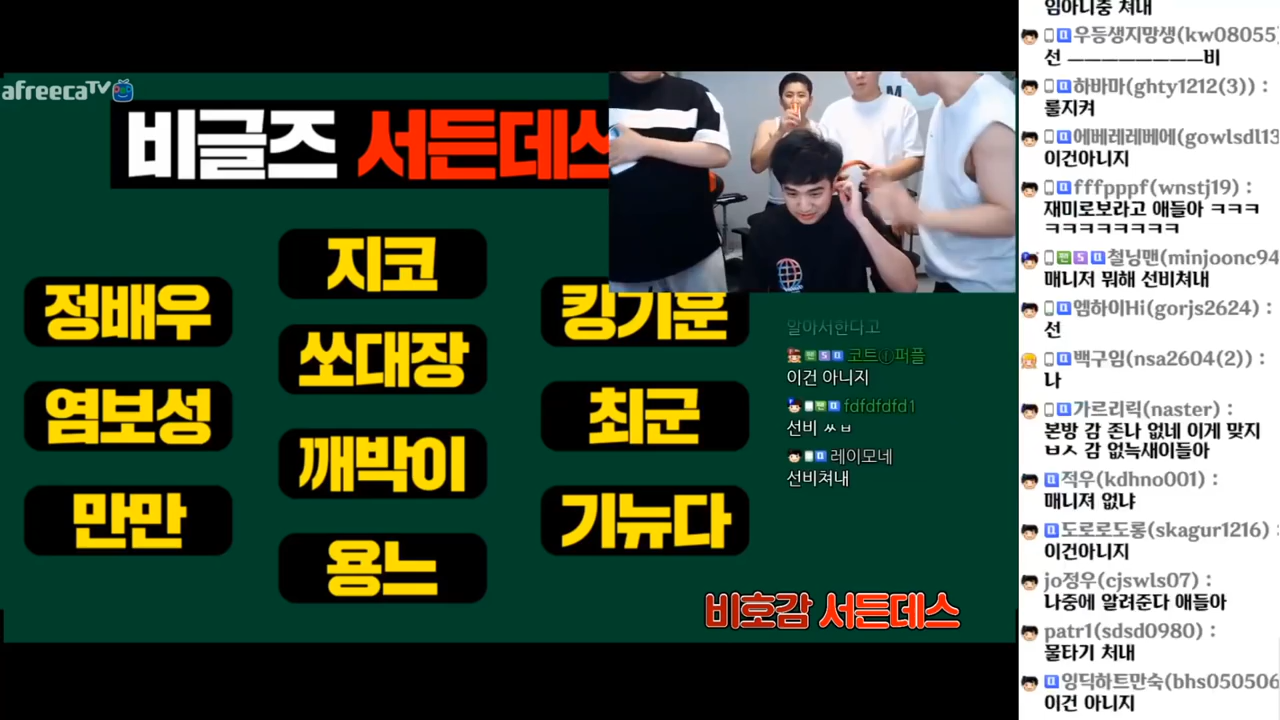 afreecaTV
비글즈 서든데스
지코
정배우
킹기훈
쏘대장
염보성
최군
깨박이
만만
기뉴다
용느
비호감 서든데스
M
알아서한다고
팬 S 코트①퍼플
이건 아니지
팬 fdfdfdfd1
선비 ㅆㅂ
레이모네
선비쳐내
임아니중 쳐내
우등생지망생(kw08055
선 ㅡㅡㅡㅡㅡㅡㅡㅡ비
하바마(ghty1212(3)) :
롤지켜
에베레레베에(gowlsdl13
이건아니지
fffpppf(wnstj19) :
재미로보라고 애들아 ㅋㅋㅋ
ㅋㅋㅋㅋㅋㅋㅋㅋ
팬 S 철닝맨(minjoonc94
매니저 뭐해 선비쳐내
엠하이Hi(gorjs2624) :
선
백구임(nsa2604(2)) :
나
가르리릭(naster) :
본방 감 존나 없네 이게 맞지
ㅂㅅ 감 없늑새이들아
적우(kdhno001) :
매니져 없냐
도로로도롱(skagur1216) :
이건아니지
jo정우(cjswls07) :
나중에 알려준다 애들아
patr1(sdsd0980) :
물타기 처내
잉딕하트만숙(bhs050506
이건 아니지